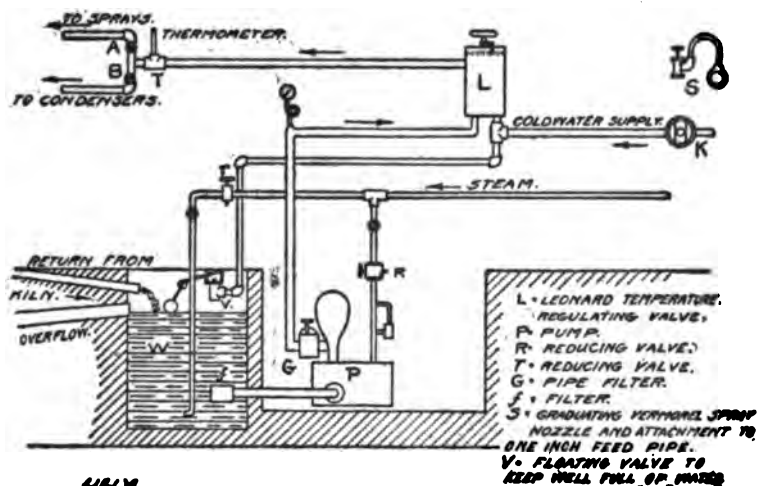 TO SPRAYS.
A
THERMOMETER.
B
T
L
S
TO CONDENSERS.
COLDWATER SUPPLY.
K
T
STEAM.
RETURN FROM
KILN.
R
V.
OVERFLOW.
W
G
P
f
L = LEONARD TEMPERATURE
REGULATING VALVE.
P = PUMP.
R = REDUCING VALVE.
T = REDUCING VALVE.
G = PIPE FILTER.
f = FILTER.
S = GRADUATING VERMOREL SPRAY
NOZZLE AND ATTACHMENT TO
ONE INCH FEED PIPE.
V = FLOATING VALVE TO
KEEP WELL FULL OF WATER